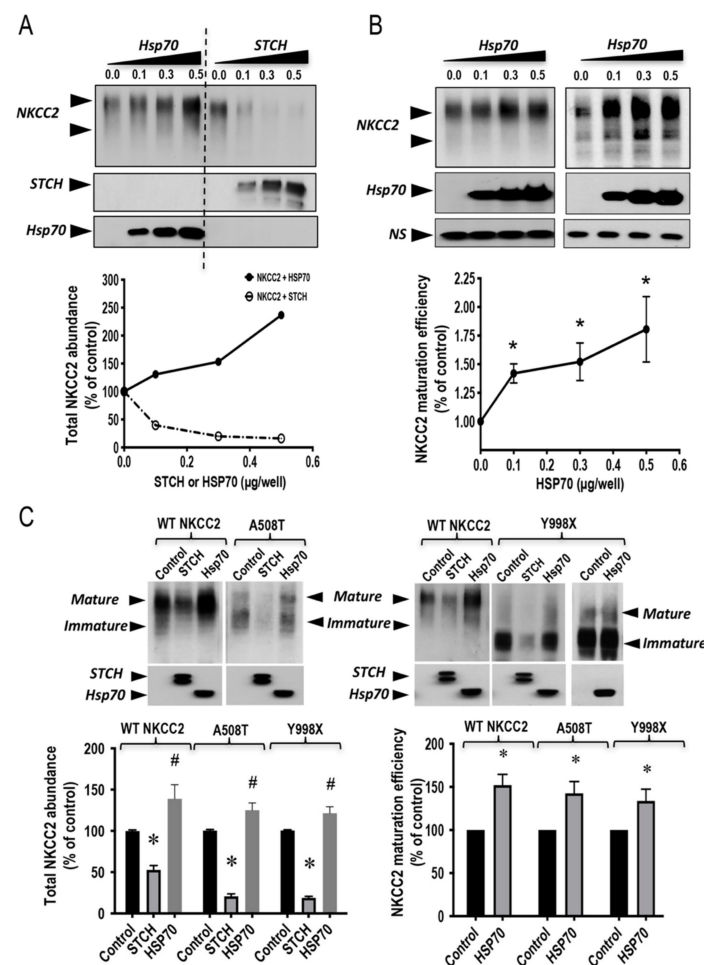 A
Hsp70 STCH
0.0 0.1 0.3 0.5 0.0 0.1 0.3 0.5
NKCC2
STCH
Hsp70
NKCC2 + HSP70
NKCC2 + STCH
Total NKCC2 abundance
(% of control)
300
250
200
150
100
50
0
0.0 0.2 0.4 0.6
STCH or HSP70 (µg/well)
B
Hsp70 Hsp70
0.0 0.1 0.3 0.5 0.0 0.1 0.3 0.5
NKCC2
Hsp70
NS
NKCC2 maturation efficiency
(% of control)
2.25
2.00
1.75
1.50
1.25
1.00
* * *
0.0 0.1 0.2 0.3 0.4 0.5 0.6
HSP70 (µg/well)
C
WT NKCC2 A508T
Control STCH Hsp70 Control STCH Hsp70
Mature
Immature
STCH
Hsp70
WT NKCC2 Y998X
Control STCH Hsp70 Control STCH Hsp70 Control Hsp70
Mature Mature
Immature Immature
STCH
Hsp70
WT NKCC2 A508T Y998X
Total NKCC2 abundance
(% of control)
200
150
100
50
0
* # * # * #
Control STCH HSP70 Control STCH HSP70 Control STCH HSP70
WT NKCC2 A508T Y998X
NKCC2 maturation efficiency
(% of control)
200
150
100
50
0
* * *
Control HSP70 Control HSP70 Control HSP70